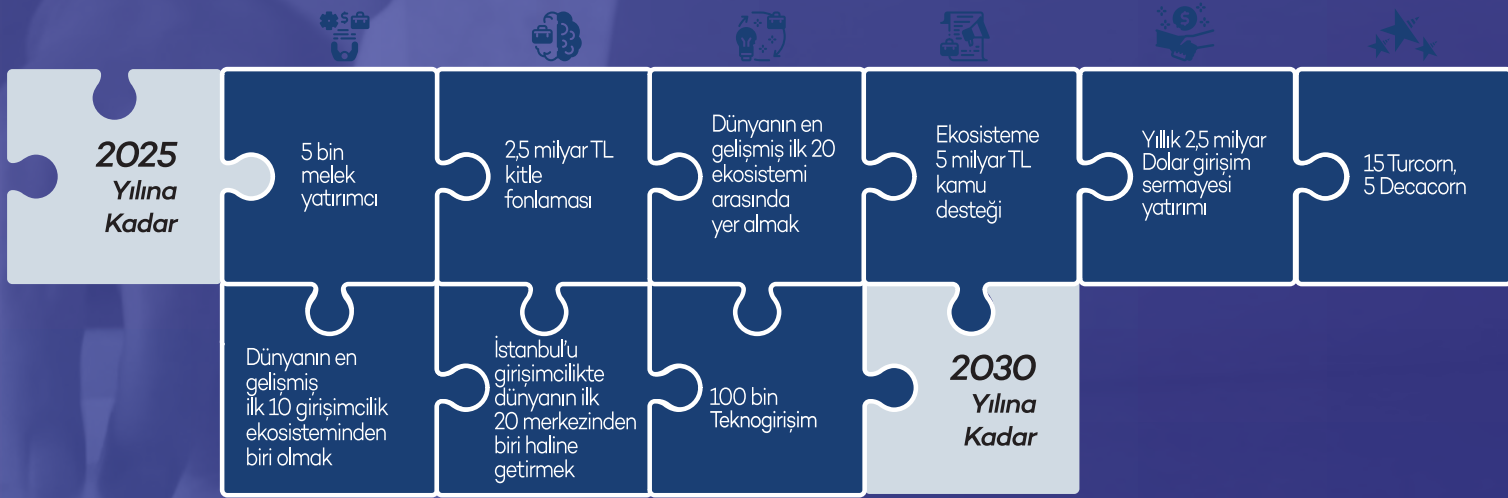 2025
Yılına
Kadar
5 bin
melek
yatırımcı
2,5 milyar TL
kitle
fonlaması
Dünyanın en
gelişmiş ilk 20
ekosistemi
arasında
yer almak
Ekosisteme
5 milyar TL
kamu
desteği
Yıllık 2,5 milyar
Dolar girişim
sermayesi
yatırımı
15 Turcorn,
5 Decacorn
Dünyanın en
gelişmiş
ilk 10 girişimcilik
ekosisteminden
biri olmak
İstanbul'u
girişimcilikte
dünyanın ilk
20 merkezinden
biri haline
getirmek
100 bin
Teknogirişim
2030
Yılına
Kadar